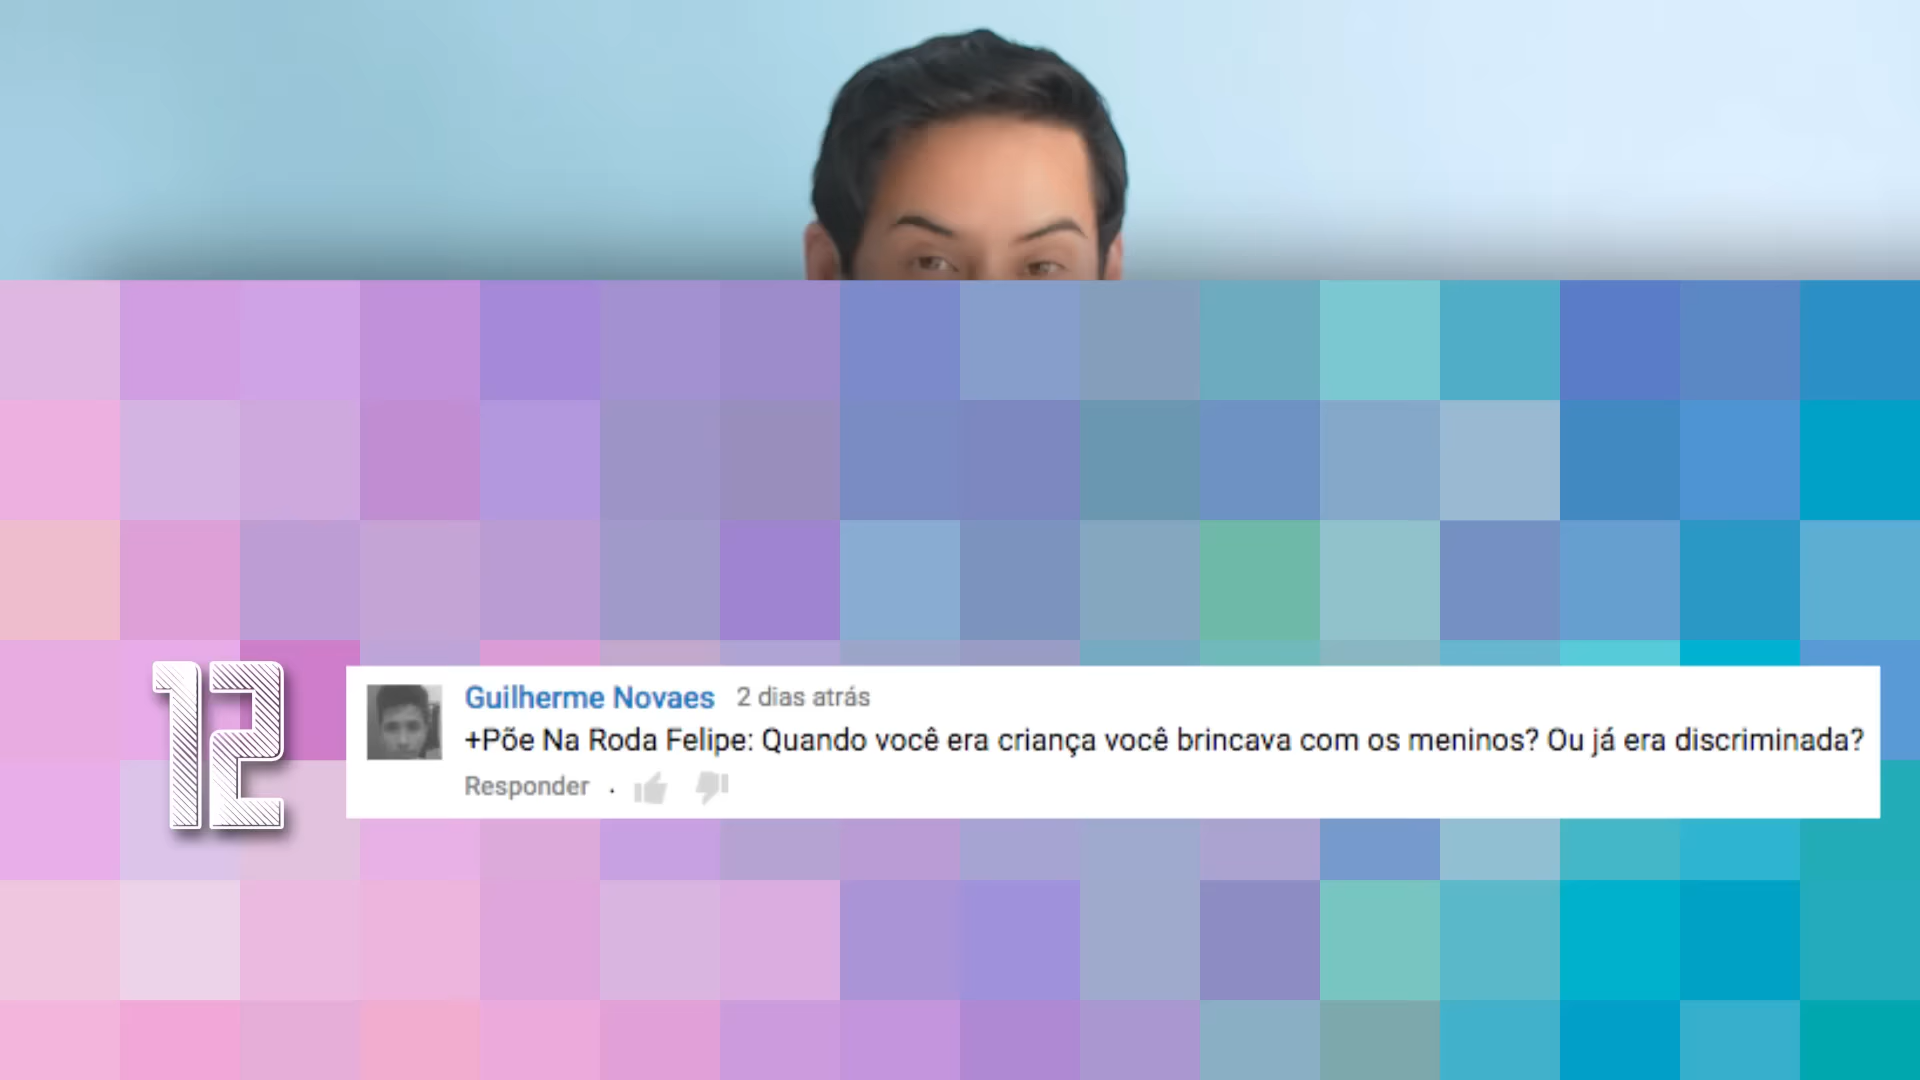 12
Guilherme Novaes 2 dias atrás
+Põe Na Roda Felipe: Quando você era criança você brincava com os meninos? Ou já era discriminada?
Responder .